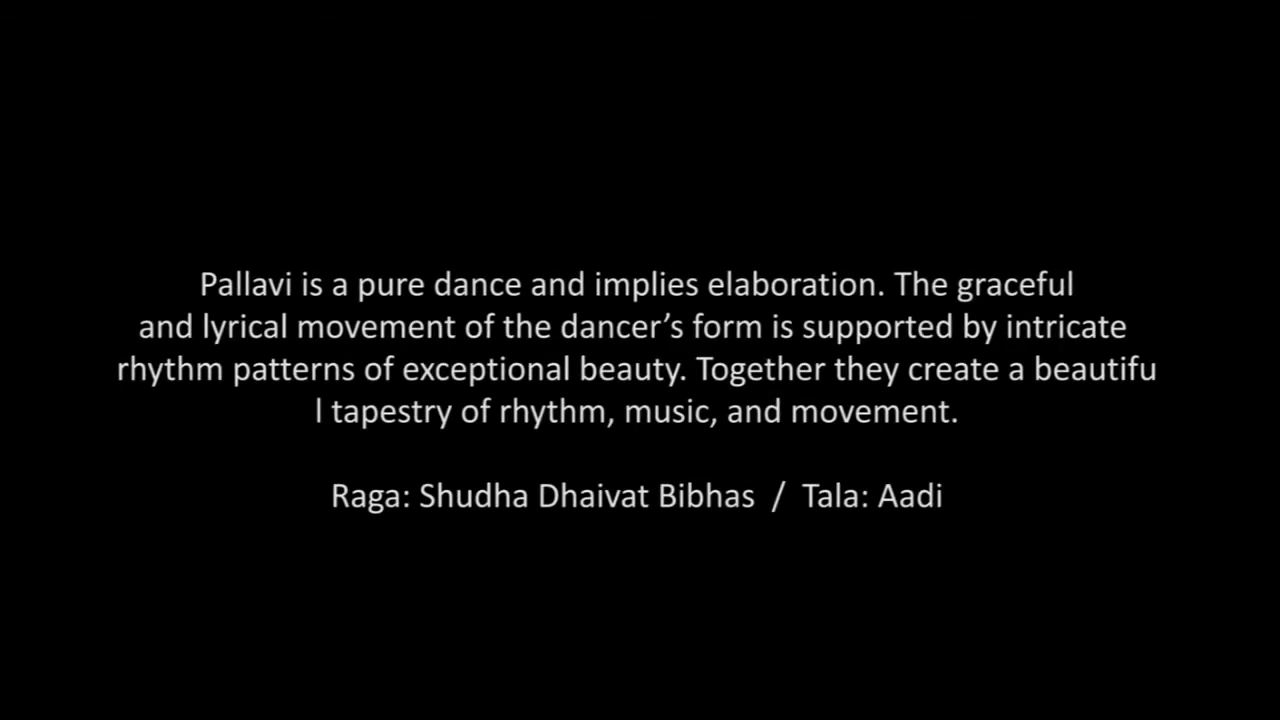 Pallavi is a pure dance and implies elaboration. The graceful
and lyrical movement of the dancer’s form is supported by intricate
rhythm patterns of exceptional beauty. Together they create a beautifu
l tapestry of rhythm, music, and movement.
Raga: Shudha Dhaivat Bibhas / Tala: Aadi